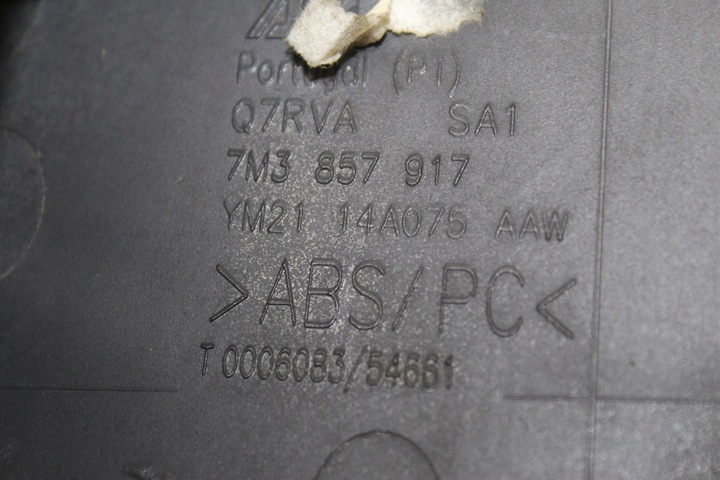 Portugal (PT)
Q7RVA SA1
7M3 857 917
YM21 14A075 AAW
>ABS/PC<
T 0006083/54661